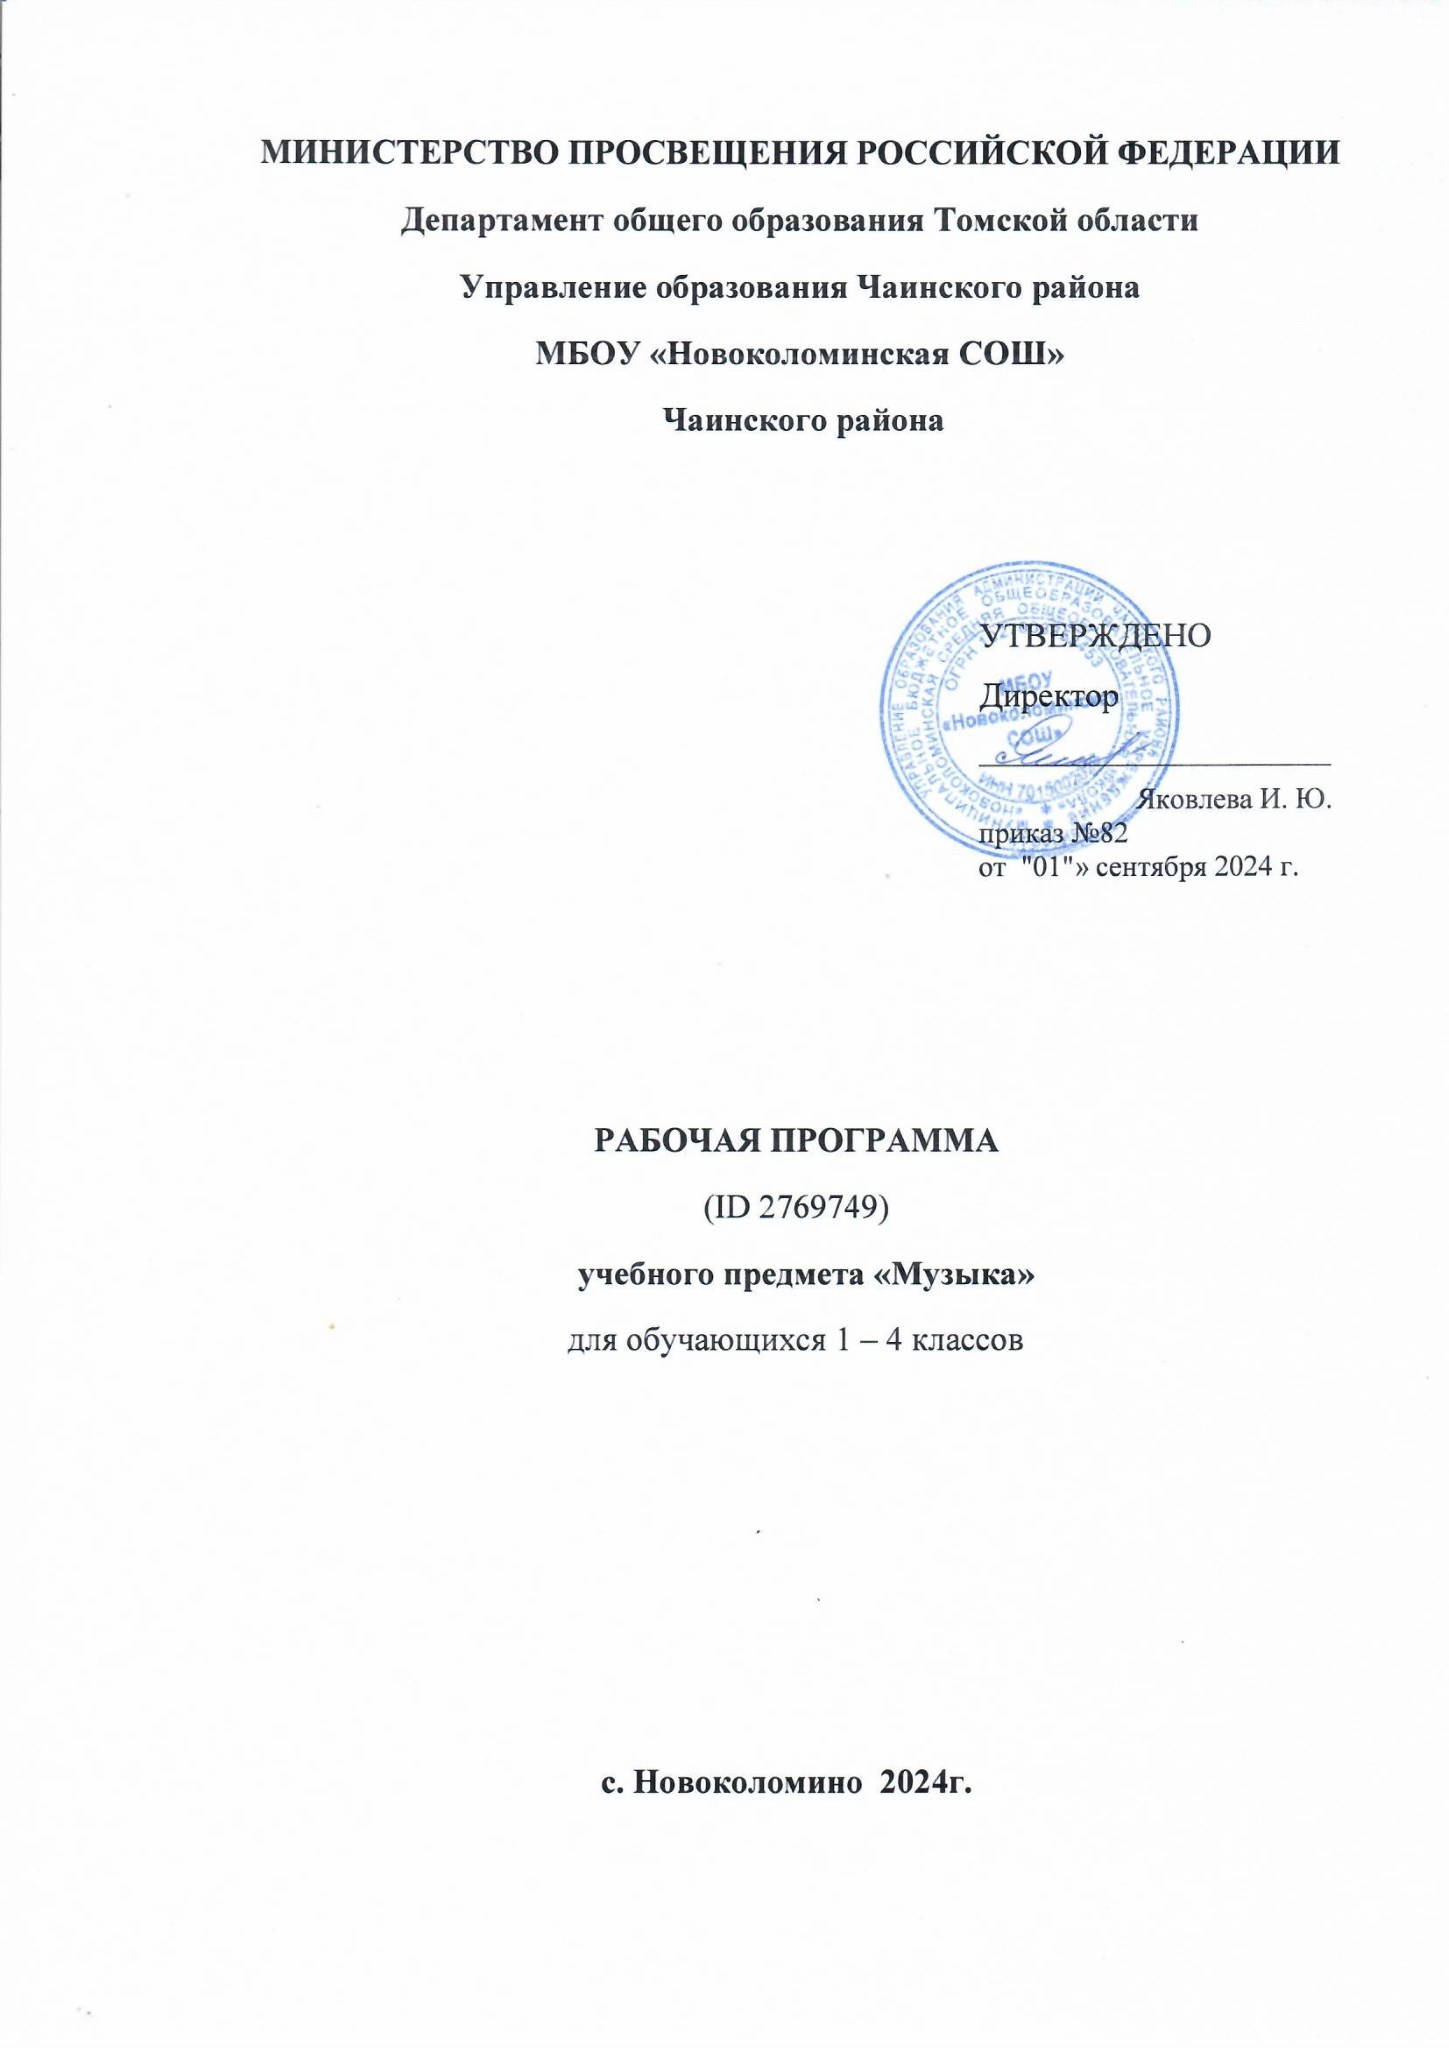 МИНИСТЕРСТВО ПРОСВЕЩЕНИЯ РОССИЙСКОЙ ФЕДЕРАЦИИ
Департамент общего образования Томской области
Управление образования Чаинского района
МБОУ «Новоколоминская СОШ»
Чаинского района
УТВЕРЖДЕНО
Директор
МБОУ
СОШ»
Яковлева И. Ю.
приказ №82
от "01"» сентября 2024 г.
РАБОЧАЯ ПРОГРАММА
(ID 2769749)
учебного предмета «Музыка»
для обучающихся 1 – 4 классов
с. Новоколомино 2024г.